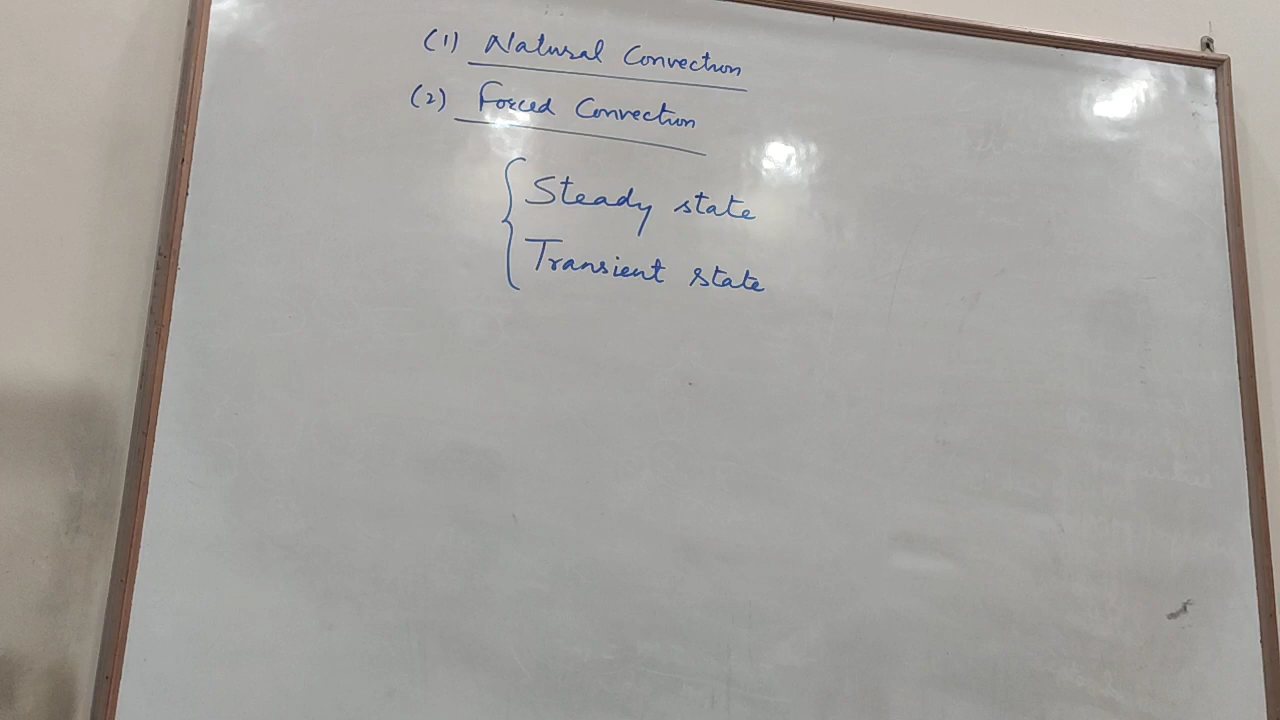 (1) Natural Convection
(2) Forced Convection
Steady state
Transient state